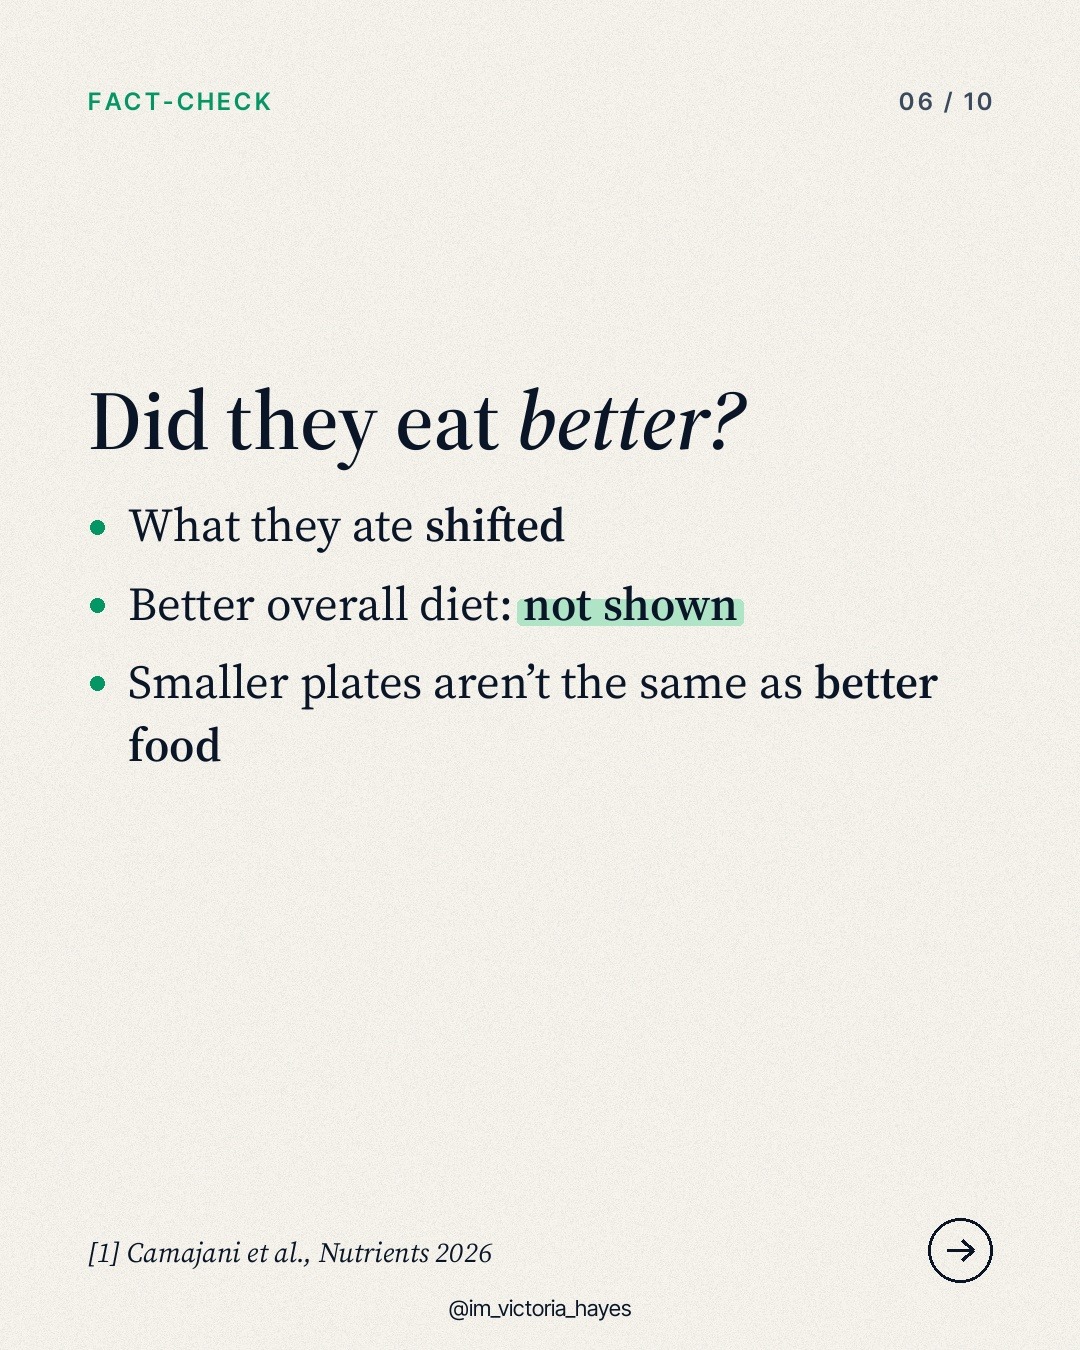 FACT-CHECK
06 / 10
Did they eat better?
What they ate shifted
Better overall diet: not shown
Smaller plates aren’t the same as better
food
[1] Camajani et al., Nutrients 2026
@im_victoria_hayes